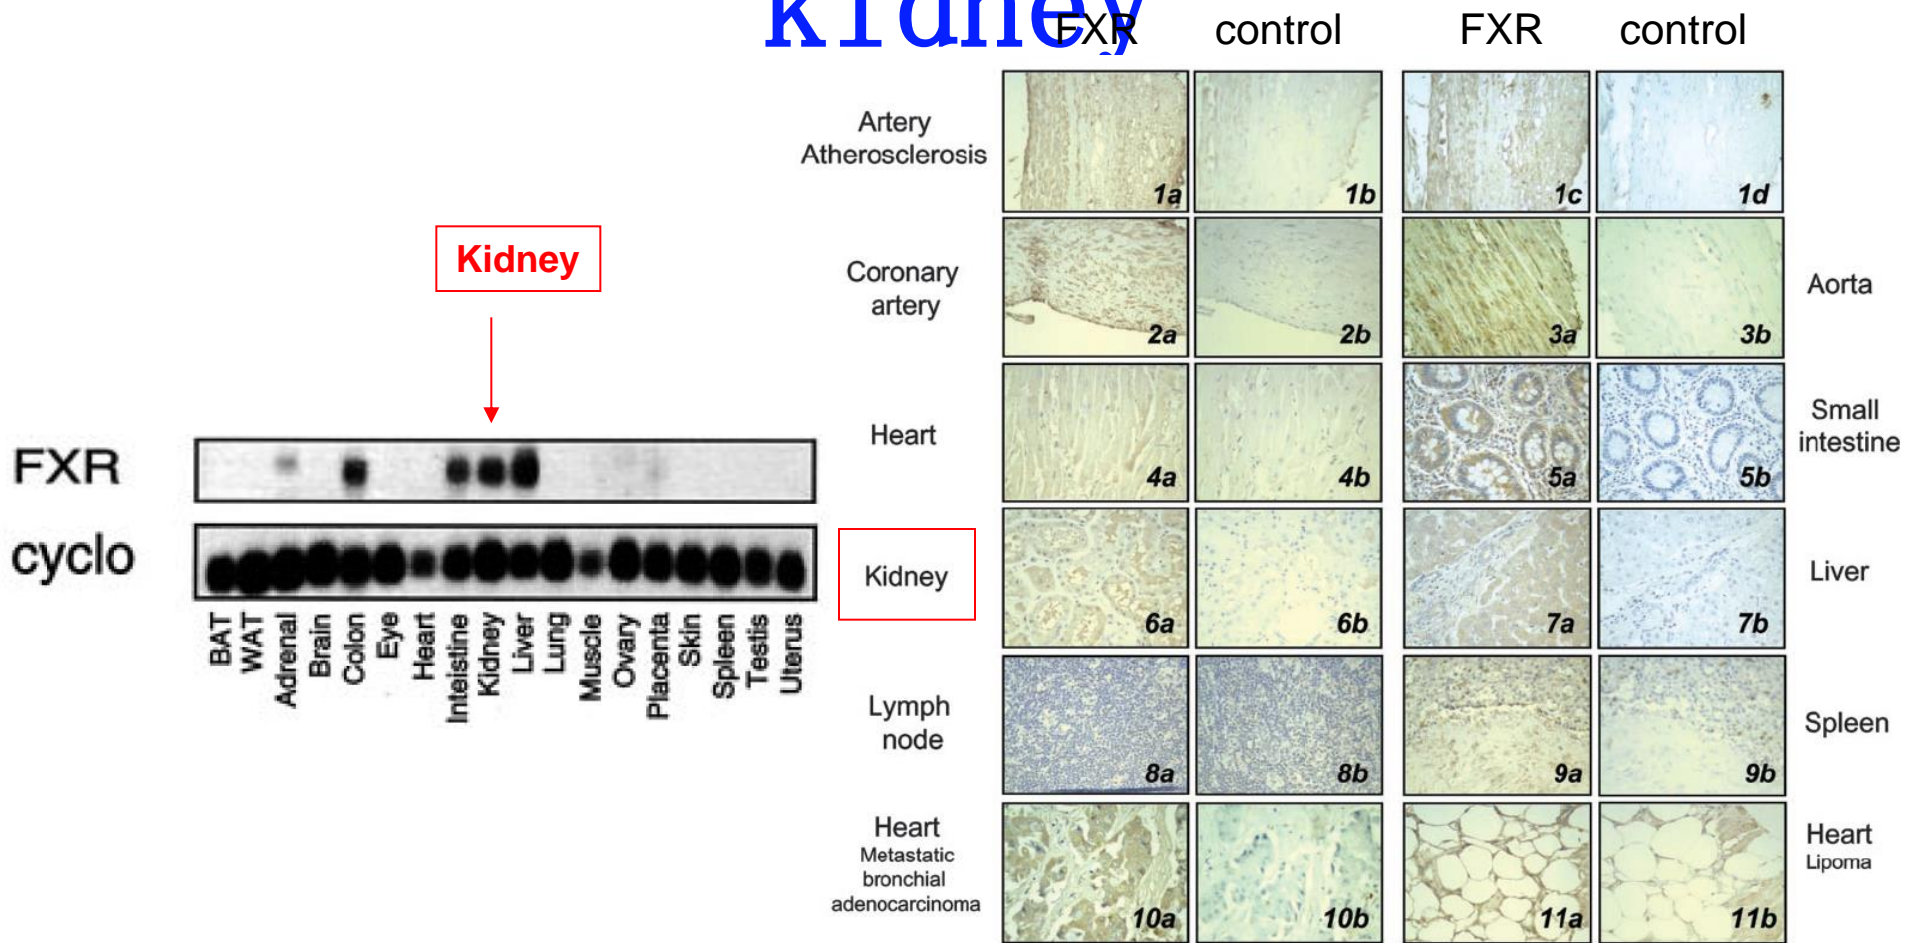 kidney
FXR control FXR control
Artery
Atherosclerosis
1a 1b 1c 1d
Kidney
Coronary
artery
2a 2b 3a 3b
Aorta
Heart
4a 4b 5a 5b
Small
intestine
FXR
cyclo
BAT
WAT
Adrenal
Brain
Colon
Eye
Heart
Inteistine
Kidney
Liver
Lung
Muscle
Ovary
Placenta
Skin
Spleen
Testis
Uterus
Kidney
6a 6b 7a 7b
Liver
Lymph
node
8a 8b 9a 9b
Spleen
Heart
Metastatic
bronchial
adenocarcinoma
10a 10b 11a 11b
Heart
Lipoma